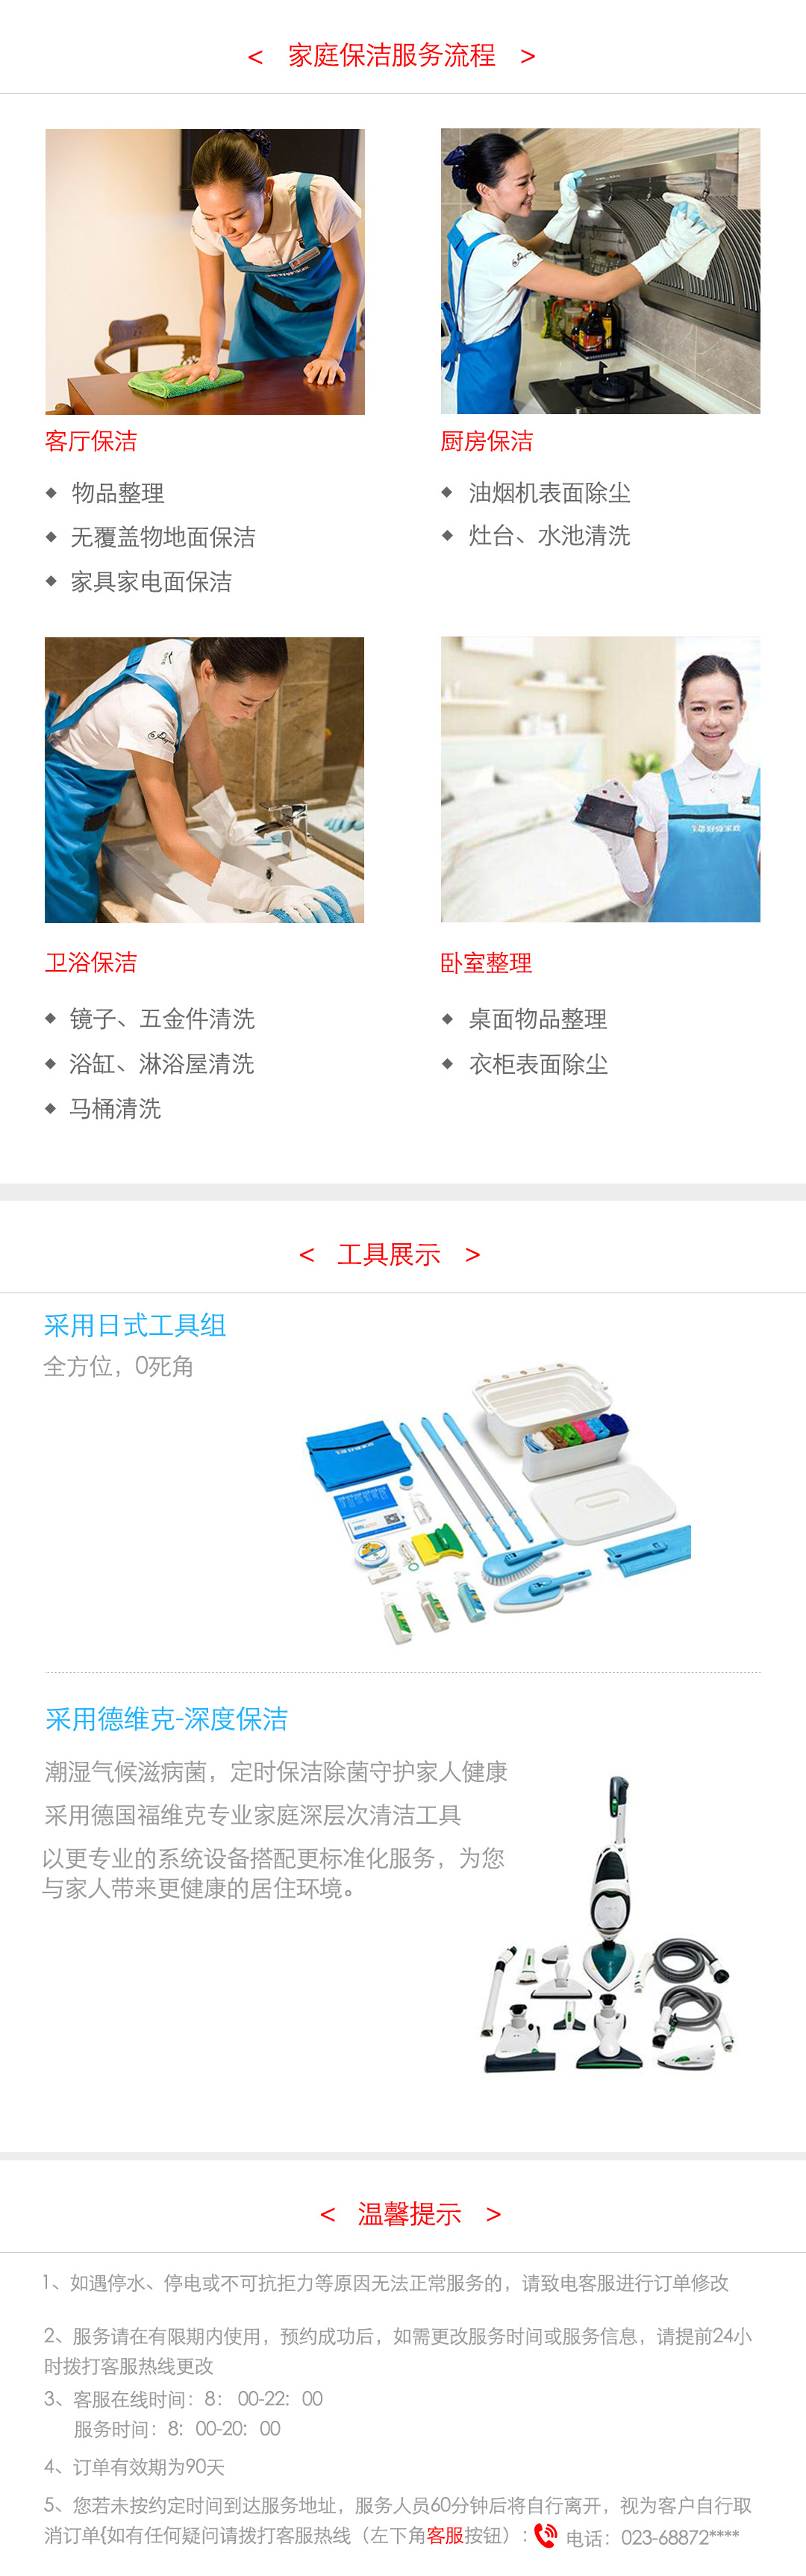 < 家庭保洁服务流程 >
客厅保洁
◆ 物品整理
◆ 无覆盖物地面保洁
◆ 家具家电面保洁
厨房保洁
◆ 油烟机表面除尘
◆ 灶台、水池清洗
卫浴保洁
◆ 镜子、五金件清洗
◆ 浴缸、淋浴屋清洗
◆ 马桶清洗
卧室整理
◆ 桌面物品整理
◆ 衣柜表面除尘
< 工具展示 >
采用日式工具组
全方位，0死角
采用德维克-深度保洁
潮湿气候滋病菌，定时保洁除菌守护家人健康
采用德国福维克专业家庭深层次清洁工具
以更专业的系统设备搭配更标准化服务，为您
与家人带来更健康的居住环境。
< 温馨提示 >
1、如遇停水、停电或不可抗拒力等原因无法正常服务的，请致电客服进行订单修改
2、服务请在有限期内使用，预约成功后，如需更改服务时间或服务信息，请提前24小
时拨打客服热线更改
3、客服在线时间：8：00-22：00
服务时间：8：00-20：00
4、订单有效期为90天
5、您若未按约定时间到达服务地址，服务人员60分钟后将自行离开，视为客户自行取
消订单{如有任何疑问请拨打客服热线（左下角客服按钮）：电话：023-68872****